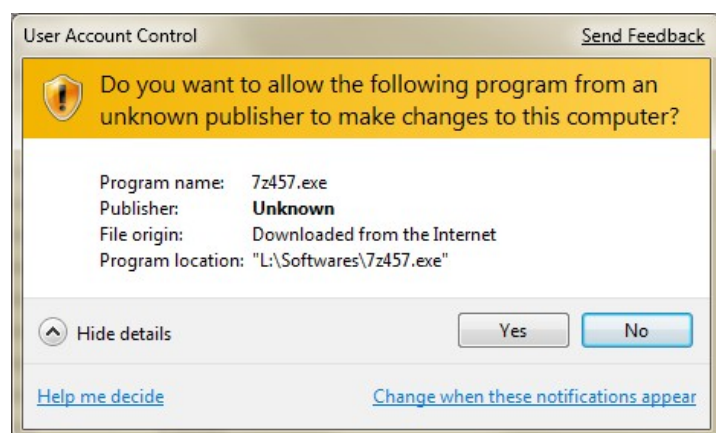 User Account Control Send Feedback
Do you want to allow the following program from an
unknown publisher to make changes to this computer?
Program name: 7z457.exe
Publisher: Unknown
File origin: Downloaded from the Internet
Program location: "L:\Softwares\7z457.exe"
Hide details Yes No
Help me decide Change when these notifications appear